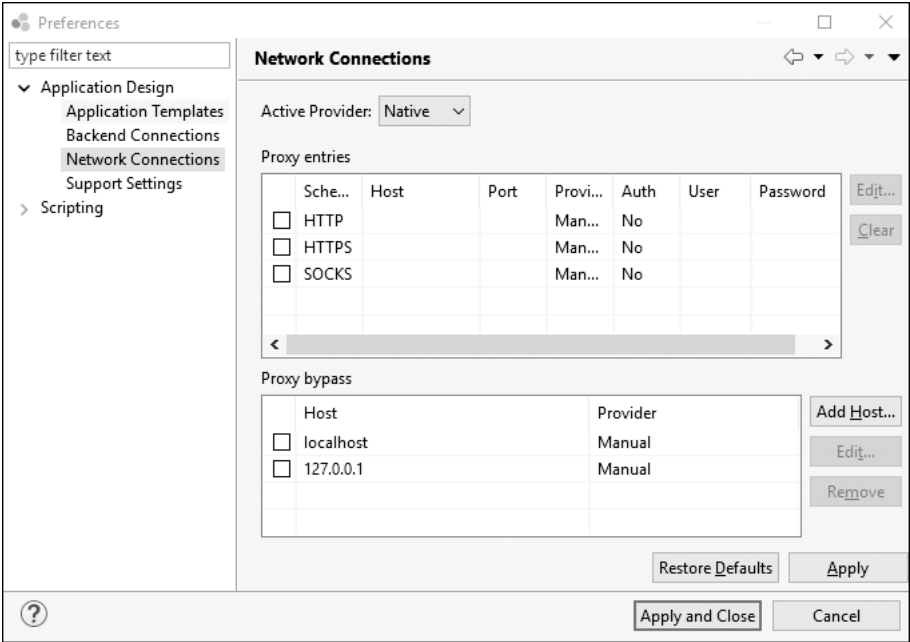 Preferences
type filter text
Application Design
Application Templates
Backend Connections
Network Connections
Support Settings
Scripting
Network Connections
Active Provider: Native
Proxy entries
Sche... Host Port Provi... Auth User Password
HTTP Man... No
HTTPS Man... No
SOCKS Man... No
Edit...
Clear
Proxy bypass
Host Provider
localhost Manual
127.0.0.1 Manual
Add Host...
Edit...
Remove
Restore Defaults Apply
? Apply and Close Cancel